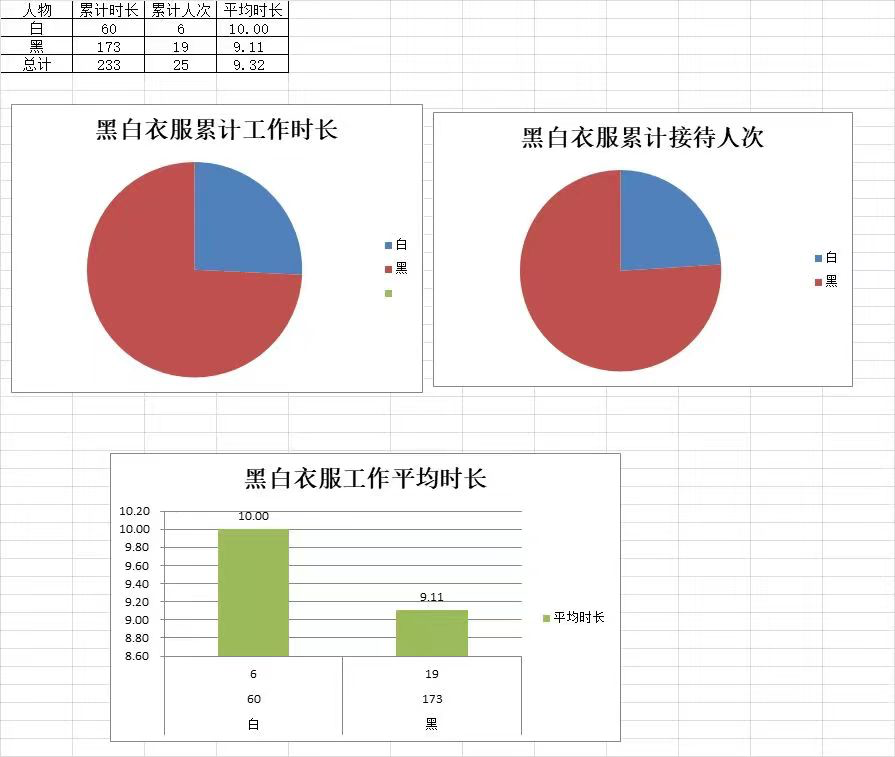 人物 累计时长 累计人次 平均时长
白 60 6 10.00
黑 173 19 9.11
总计 233 25 9.32
黑白衣服累计工作时长
白
黑
黑白衣服累计接待人次
白
黑
黑白衣服工作平均时长
10.20
10.00
9.80
9.60
9.40
9.20
9.00
8.80
8.60
10.00
9.11
平均时长
6 19
60 173
白 黑